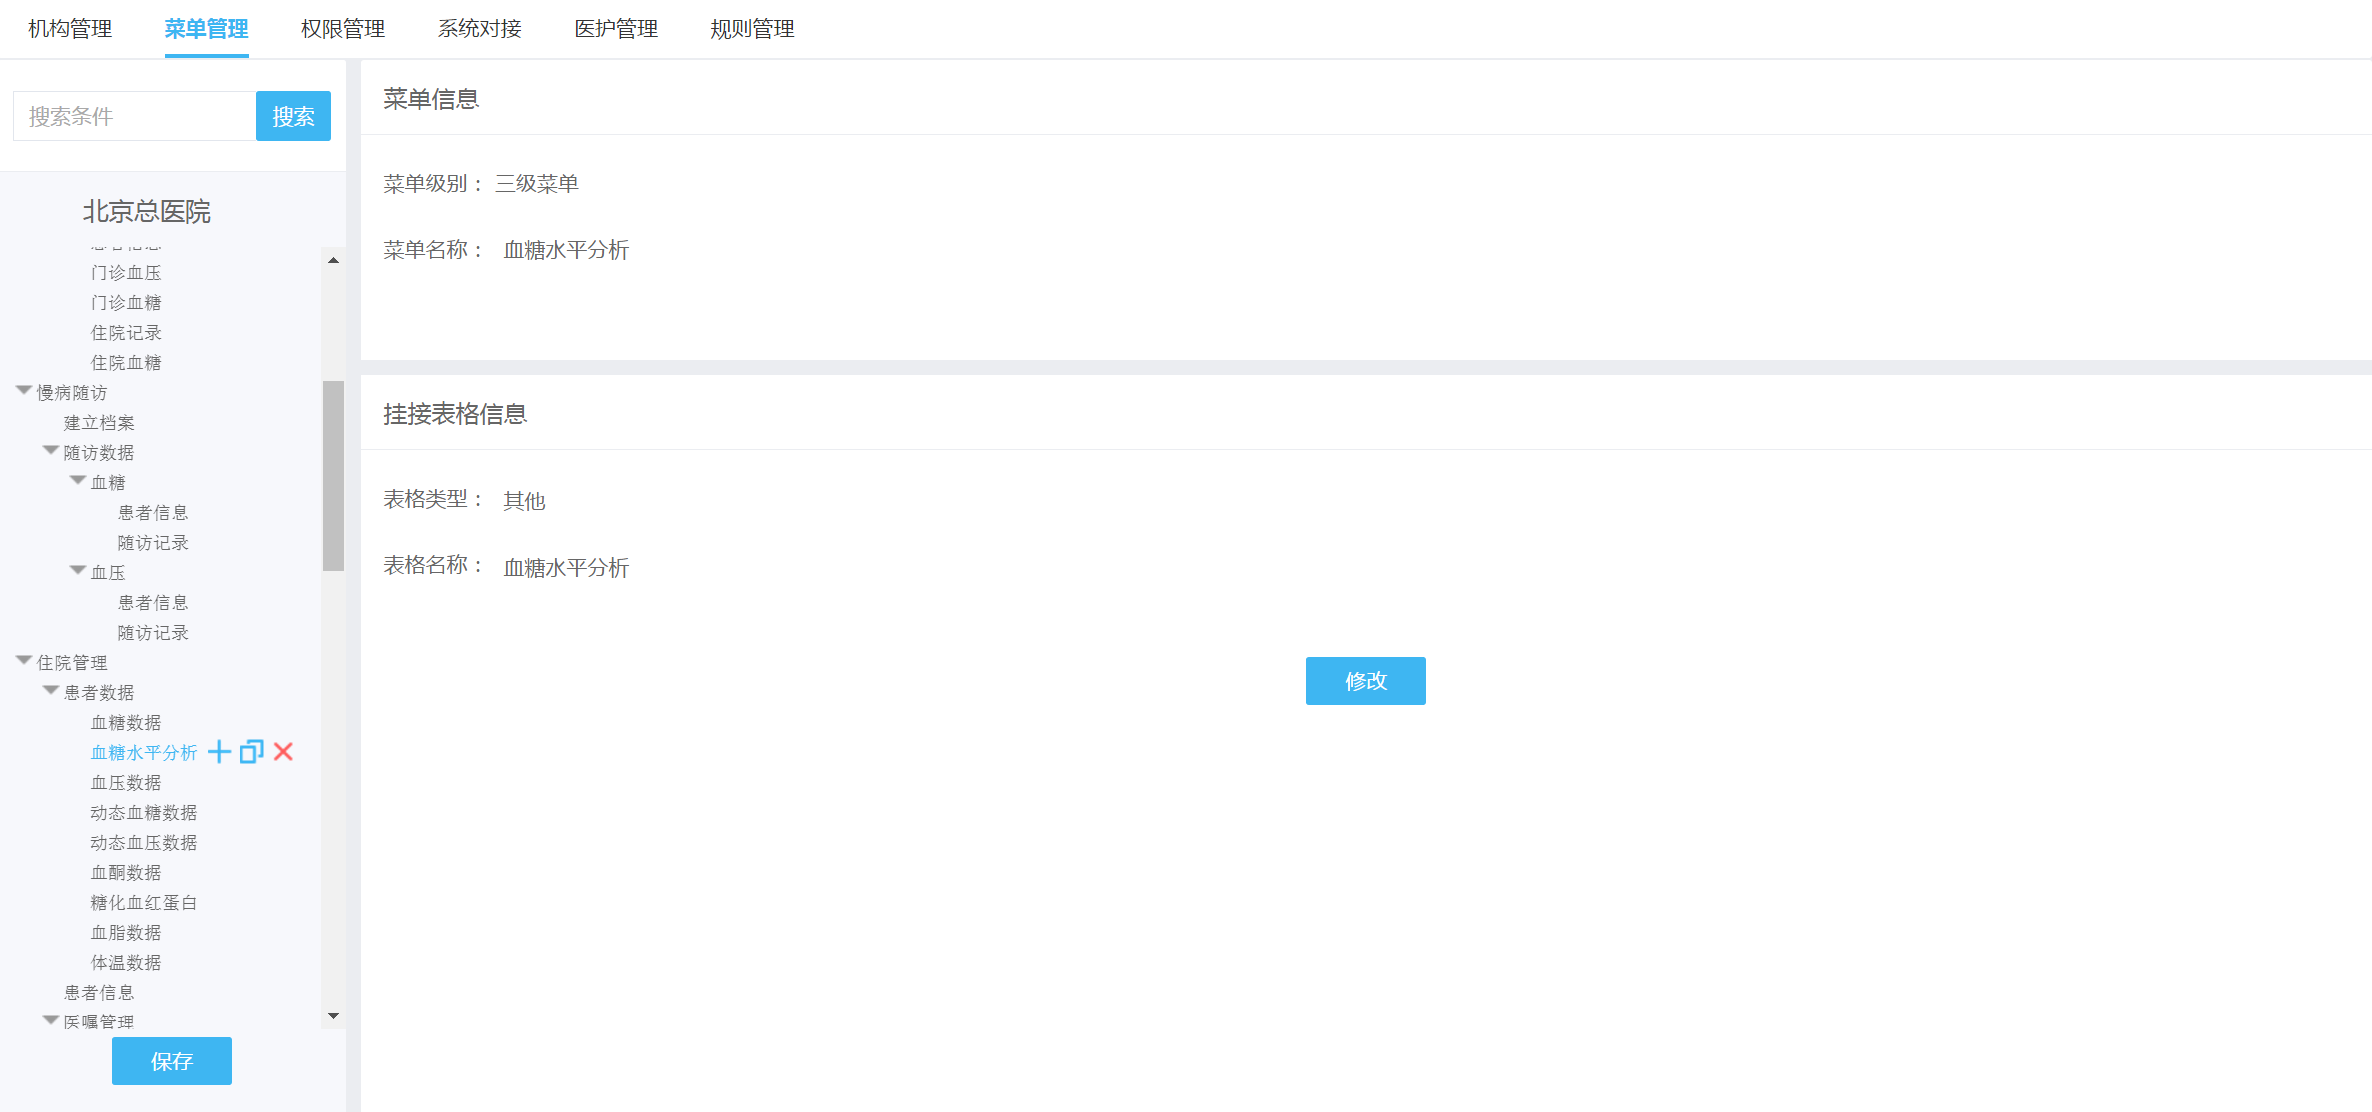 机构管理 菜单管理 权限管理 系统对接 医护管理 规则管理
搜索条件 搜索
北京总医院
患者信息
门诊血压
门诊血糖
住院记录
住院血糖
慢病随访
建立档案
随访数据
血糖
患者信息
随访记录
血压
患者信息
随访记录
住院管理
患者数据
血糖数据
血糖水平分析
血压数据
动态血糖数据
动态血压数据
血酮数据
糖化血红蛋白
血脂数据
体温数据
患者信息
医嘱管理
保存
菜单信息
菜单级别： 三级菜单
菜单名称： 血糖水平分析
挂接表格信息
表格类型： 其他
表格名称： 血糖水平分析
修改